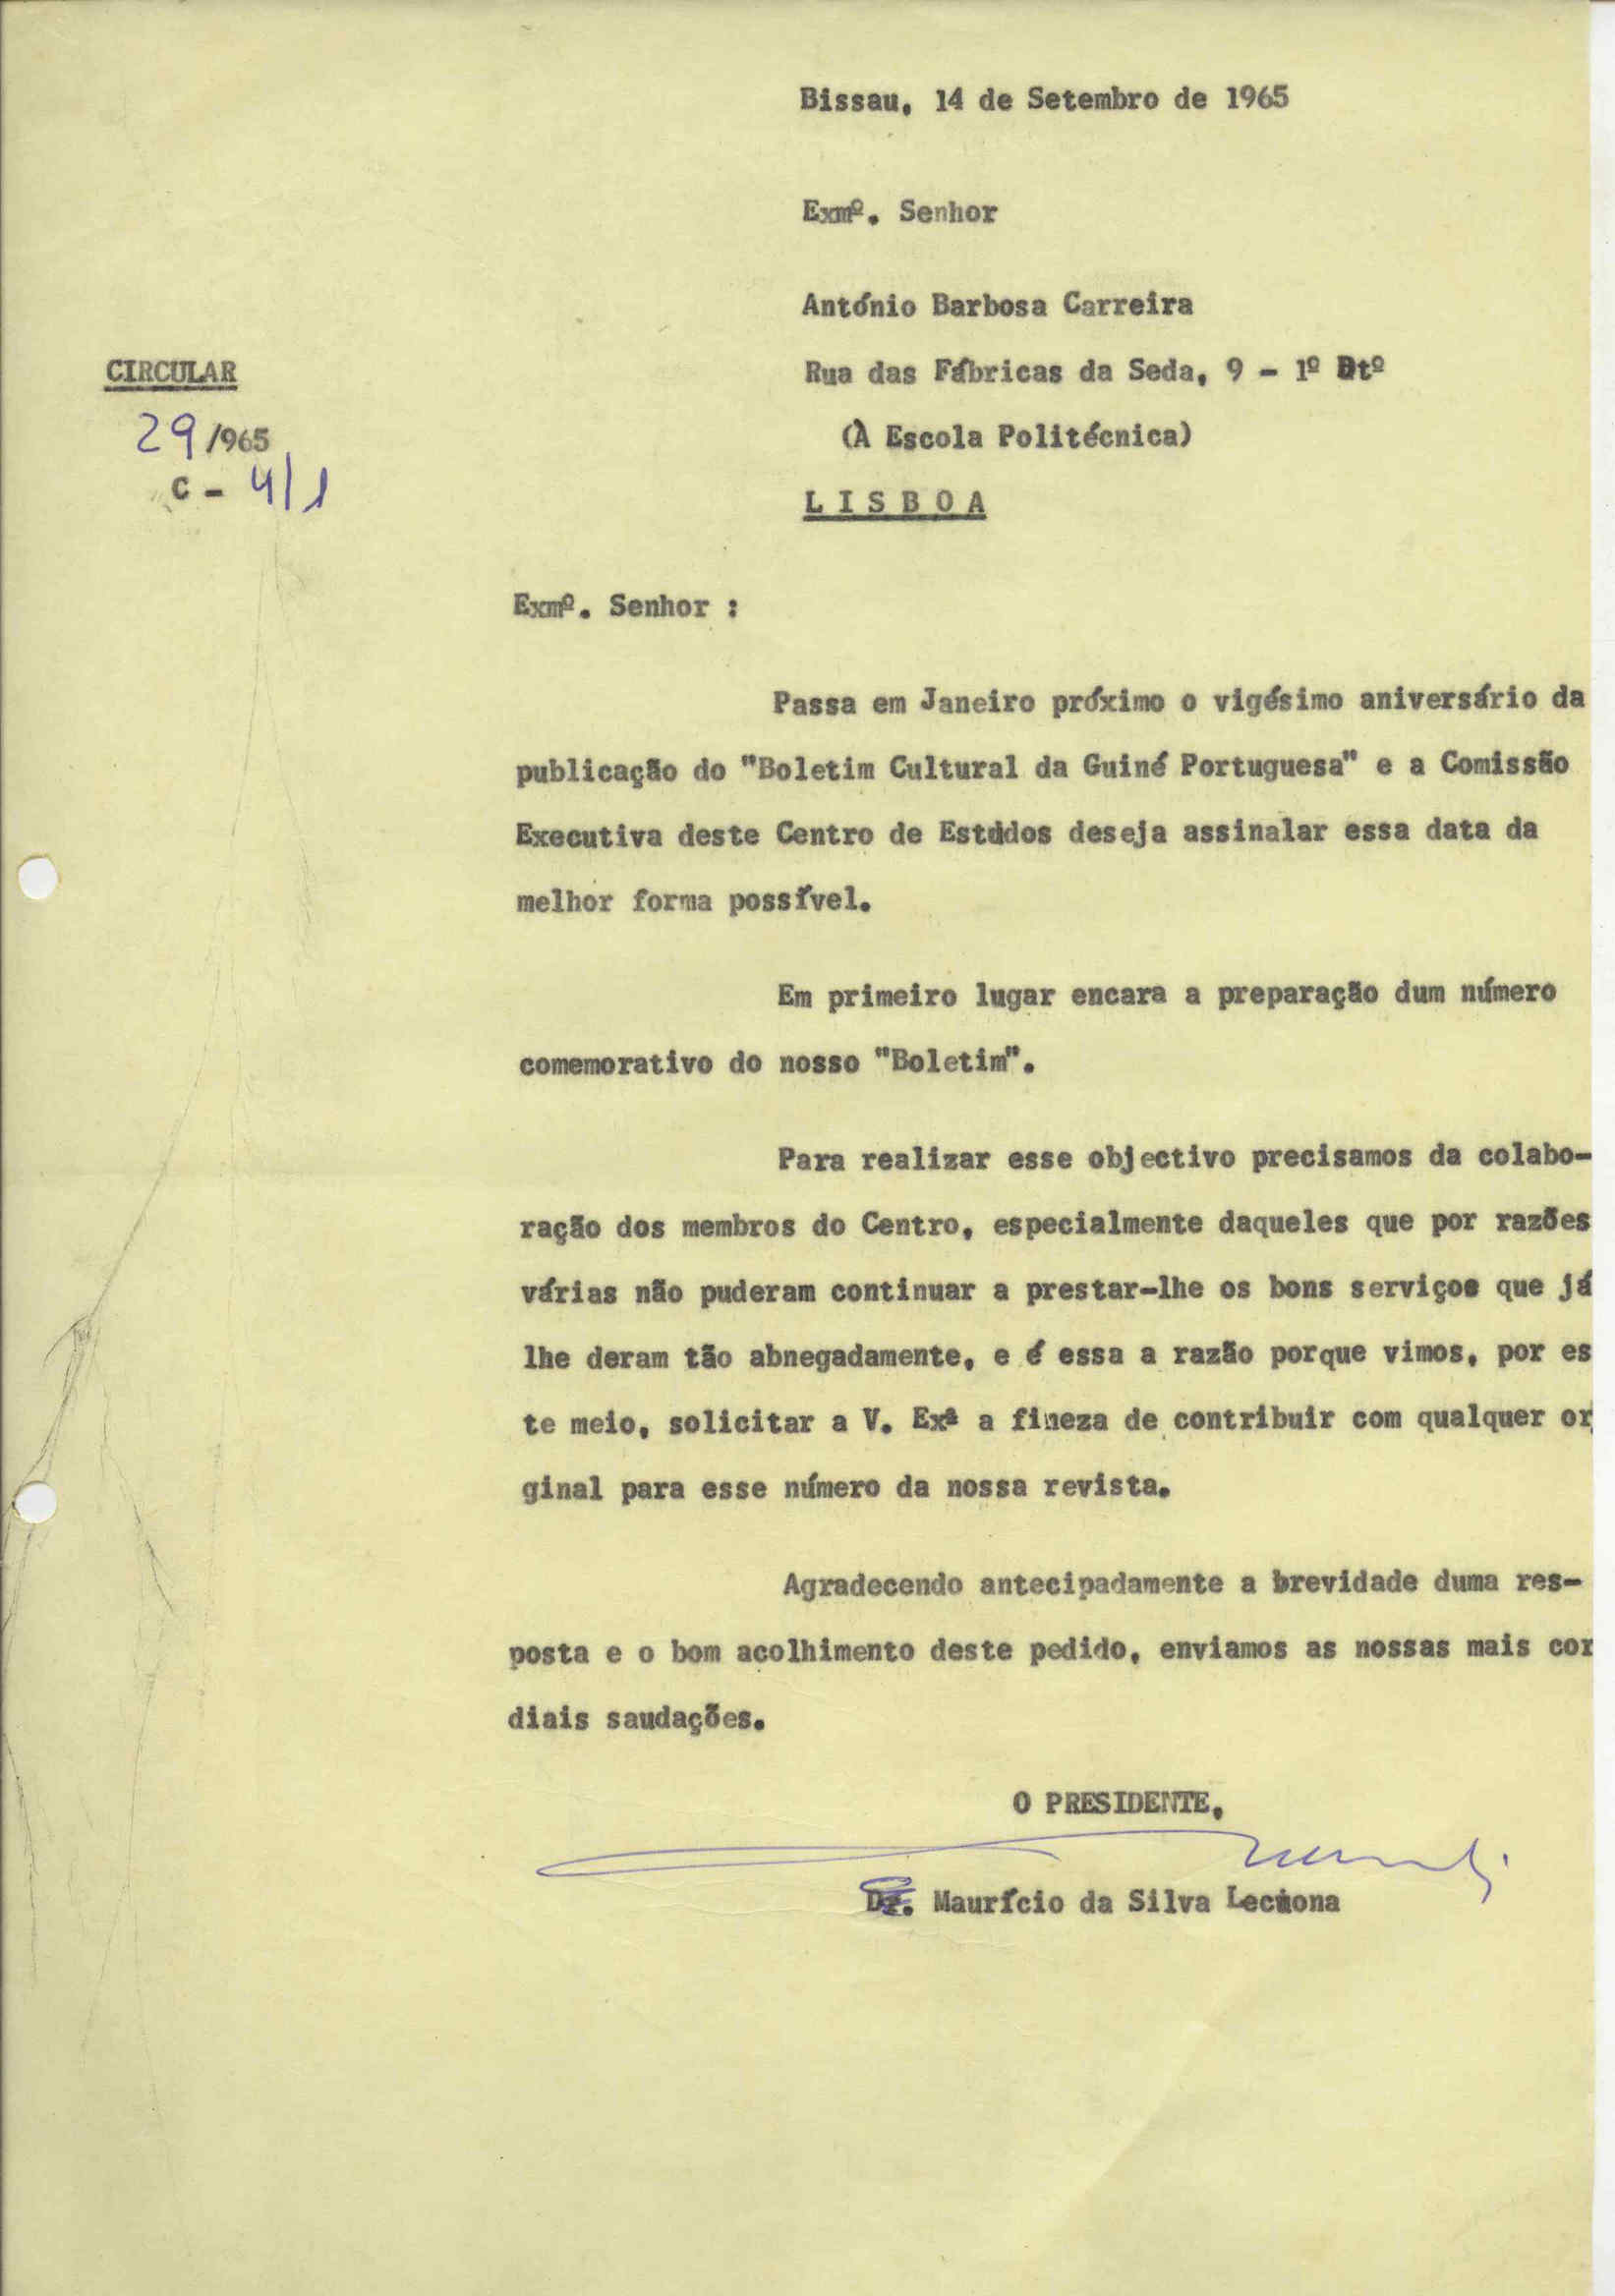 Bissau, 14 de Setembro de 1965
Exmº. Senhor
António Barbosa Carreira
CIRCULAR
Rua das Fábricas da Seda, 9 - 1º Dtº
29/965
(À Escola Politécnica)
C - 4/1
L I S B O A
Exmº. Senhor :
Passa em Janeiro próximo o vigésimo aniversário da
publicação do "Boletim Cultural da Guiné Portuguesa" e a Comissão
Executiva deste Centro de Estudos deseja assinalar essa data da
melhor forma possível.
Em primeiro lugar encara a preparação dum número
comemorativo do nosso "Boletim".
Para realizar esse objectivo precisamos da colabo-
ração dos membros do Centro, especialmente daqueles que por razões
várias não puderam continuar a prestar-lhe os bons serviços que já
lhe deram tão abnegadamente, e é essa a razão porque vimos, por es
te meio, solicitar a V. Exª a fineza de contribuir com qualquer or
ginal para esse número da nossa revista.
Agradecendo antecipadamente a brevidade duma res-
posta e o bom acolhimento deste pedido, enviamos as nossas mais cor
diais saudações.
O PRESIDENTE,
Dr. Maurício da Silva